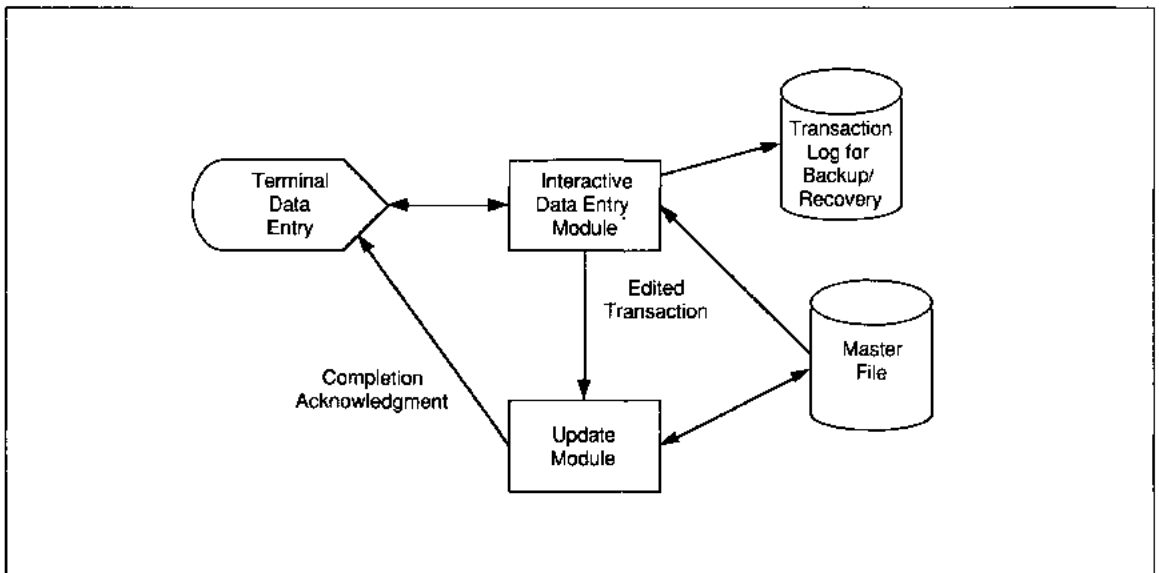 Terminal
Data
Entry
Interactive
Data Entry
Module
Transaction
Log for
Backup/
Recovery
Edited
Transaction
Master
File
Completion
Acknowledgment
Update
Module